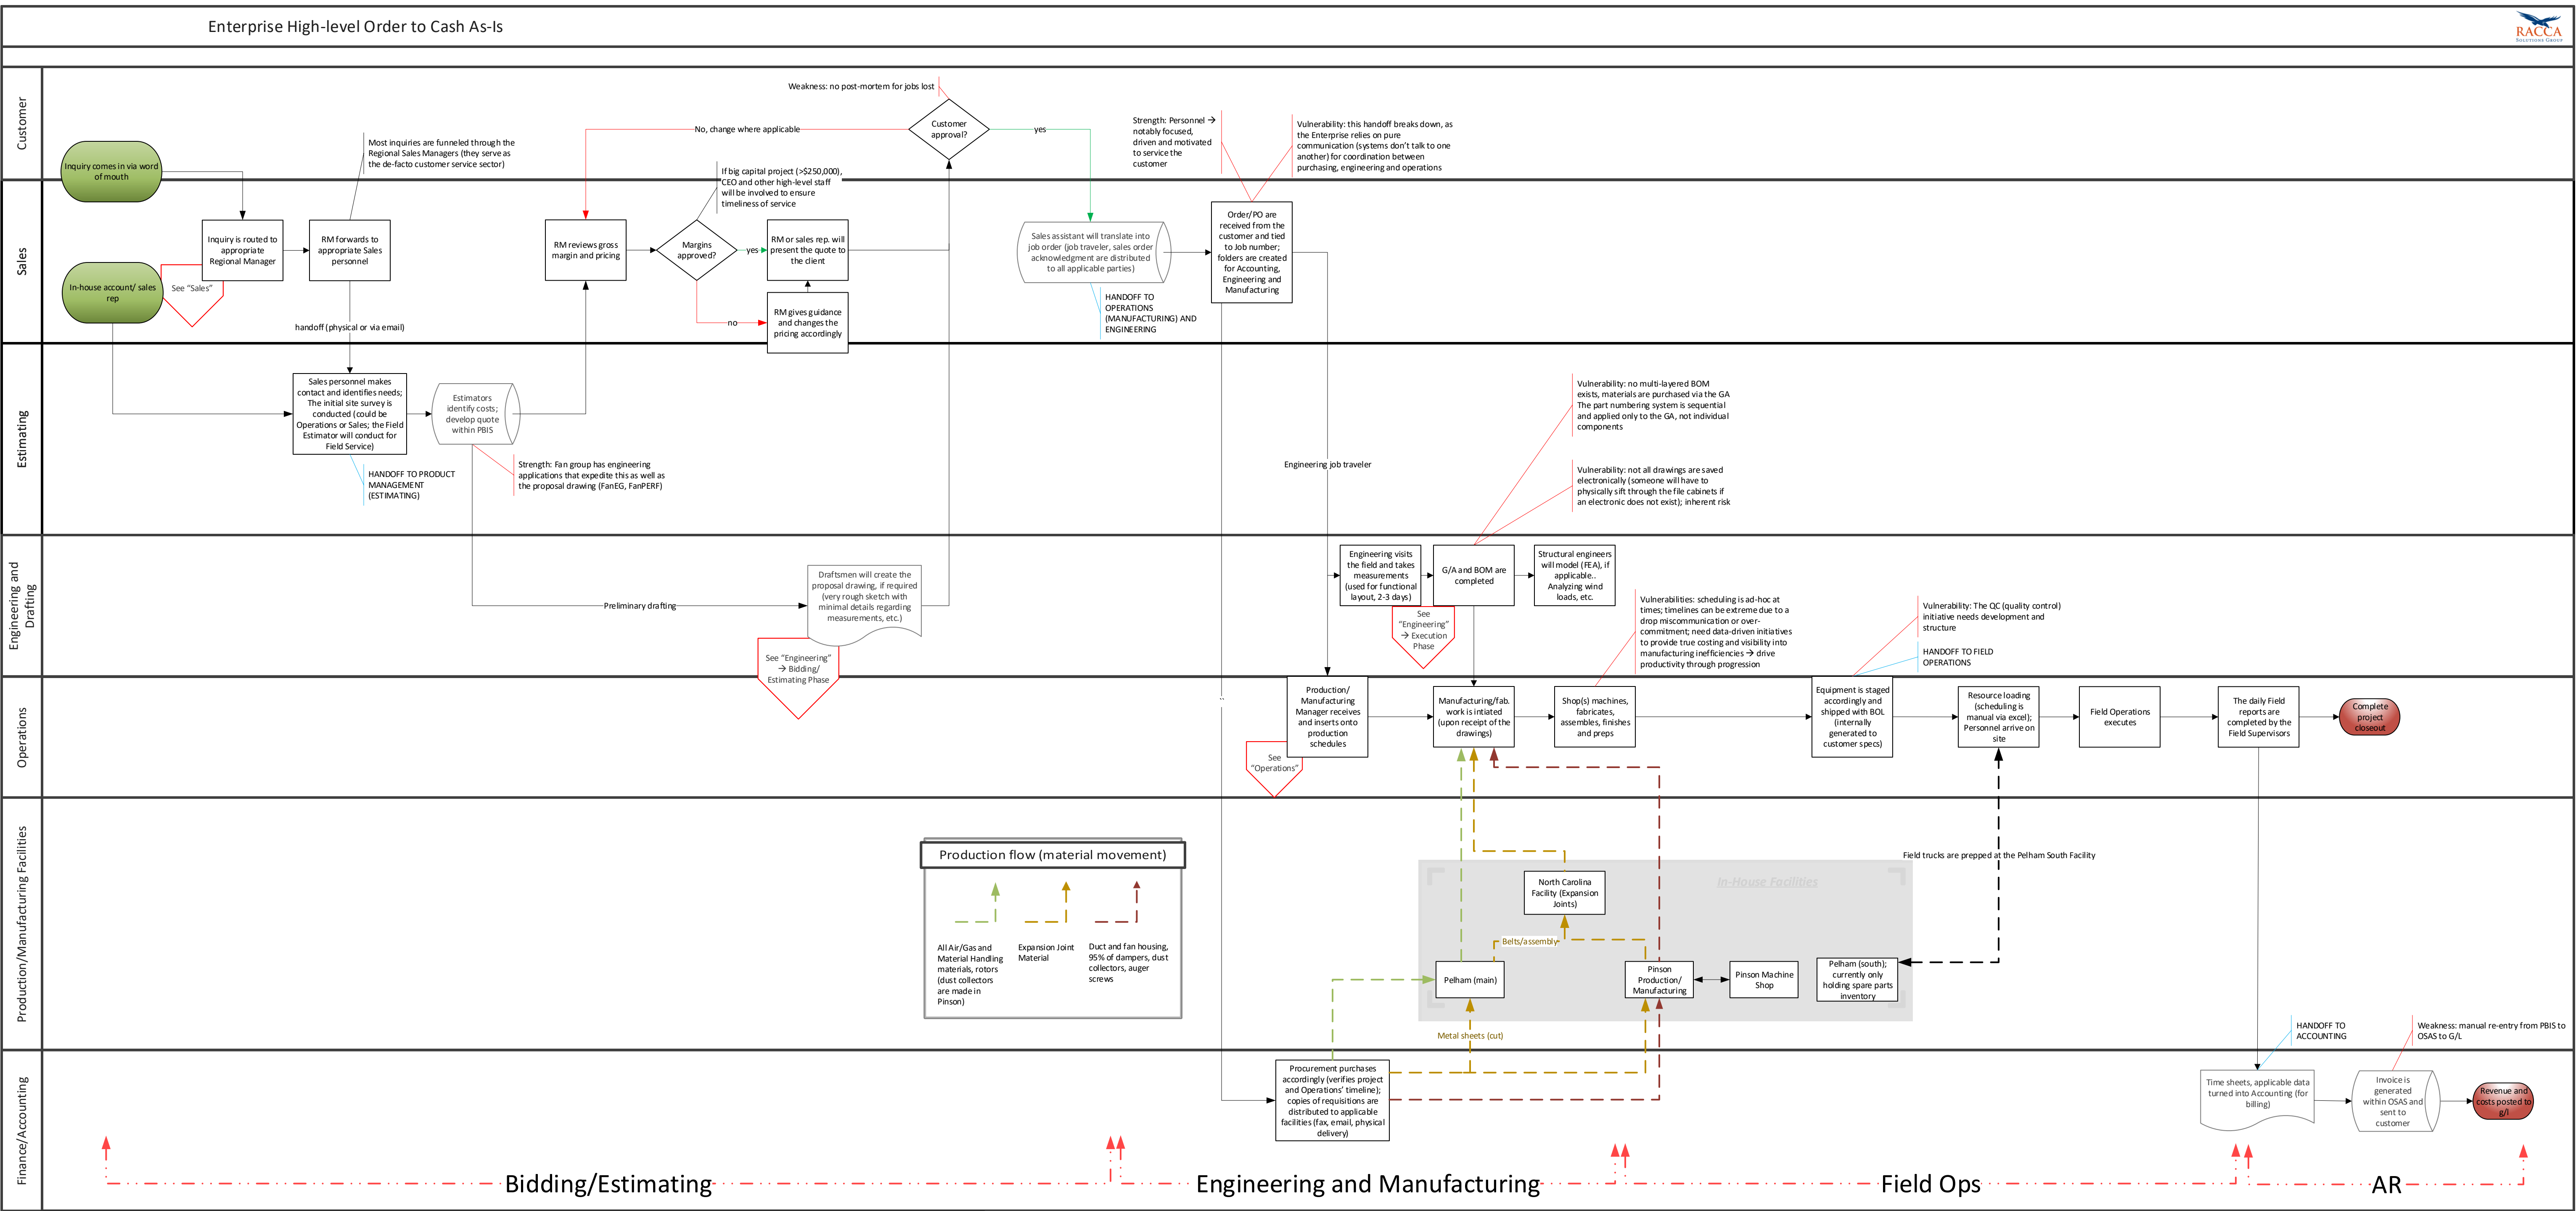 Enterprise High-level Order to Cash As-Is
RACCA
SOLUTIONS GROUP
Customer
Weakness: no post-mortem for jobs lost
Customer
approval?
No, change where applicable
yes
Inquiry comes in via word
of mouth
Most inquiries are funneled through the
Regional Sales Managers (they serve as
the de-facto customer service sector)
If big capital project (>$250,000),
CEO and other high-level staff
will be involved to ensure
timeliness of service
Strength: Personnel →
notably focused,
driven and motivated
to service the
customer
Vulnerability: this handoff breaks down, as
the Enterprise relies on pure
communication (systems don't talk to one
another) for coordination between
purchasing, engineering and operations
Sales
Inquiry is routed to
appropriate
Regional Manager
RM forwards to
appropriate Sales
personnel
In-house account/ sales
rep
See "Sales"
handoff (physical or via email)
RM reviews gross
margin and pricing
Margins
approved?
yes
no
RM or sales rep. will
present the quote to
the client
RM gives guidance
and changes the
pricing accordingly
Sales assistant will translate into
job order (job traveler, sales order
acknowledgment are distributed
to all applicable parties)
HANDOFF TO
OPERATIONS
(MANUFACTURING) AND
ENGINEERING
Order/PO are
received from the
customer and tied
to Job number;
folders are created
for Accounting,
Engineering and
Manufacturing
Estimating
Sales personnel makes
contact and identifies needs;
The initial site survey is
conducted (could be
Operations or Sales; the Field
Estimator will conduct for
Field Service)
HANDOFF TO PRODUCT
MANAGEMENT
(ESTIMATING)
Estimators
identify costs;
develop quote
within PBIS
Strength: Fan group has engineering
applications that expedite this as well as
the proposal drawing (FanEG, FanPERF)
Engineering job traveler
Vulnerability: no multi-layered BOM
exists, materials are purchased via the GA
The part numbering system is sequential
and applied only to the GA, not individual
components
Vulnerability: not all drawings are saved
electronically (someone will have to
physically sift through the file cabinets if
an electronic does not exist); inherent risk
Engineering and
Drafting
Preliminary drafting
Draftsmen will create the
proposal drawing, if required
(very rough sketch with
minimal details regarding
measurements, etc.)
See "Engineering"
→ Bidding/
Estimating Phase
Engineering visits
the field and takes
measurements
(used for functional
layout, 2-3 days)
G/A and BOM are
completed
Structural engineers
will model (FEA), if
applicable..
Analyzing wind
loads, etc.
See
"Engineering"
→ Execution
Phase
Vulnerabilities: scheduling is ad-hoc at
times; timelines can be extreme due to a
drop miscommunication or over-
commitment; need data-driven initiatives
to provide true costing and visibility into
manufacturing inefficiencies → drive
productivity through progression
Vulnerability: The QC (quality control)
initiative needs development and
structure
HANDOFF TO FIELD
OPERATIONS
Operations
Production/
Manufacturing
Manager receives
and inserts onto
production
schedules
See
"Operations"
Manufacturing/fab.
work is intiated
(upon receipt of the
drawings)
Shop(s) machines,
fabricates,
assembles, finishes
and preps
Equipment is staged
accordingly and
shipped with BOL
(internally
generated to
customer specs)
Resource loading
(scheduling is
manual via excel);
Personnel arrive on
site
Field Operations
executes
The daily Field
reports are
completed by the
Field Supervisors
Complete
project
closeout
Production/Manufacturing Facilities
Production flow (material movement)
All Air/Gas and
Material Handling
materials, rotors
(dust collectors
are made in
Pinson)
Expansion Joint
Material
Duct and fan housing,
95% of dampers, dust
collectors, auger
screws
In-House Facilities
North Carolina
Facility (Expansion
Joints)
Belts/assembly
Pelham (main)
Pinson
Production/
Manufacturing
Pinson Machine
Shop
Pelham (south);
currently only
holding spare parts
inventory
Field trucks are prepped at the Pelham South Facility
Metal sheets (cut)
HANDOFF TO
ACCOUNTING
Weakness: manual re-entry from PBIS to
OSAS to G/L
Finance/Accounting
Procurement purchases
accordingly (verifies project
and Operations' timeline);
copies of requisitions are
distributed to applicable
facilities (fax, email, physical
delivery)
Time sheets, applicable data
turned into Accounting (for
billing)
Invoice is
generated
within OSAS and
sent to
customer
Revenue and
costs posted to
g/l
Bidding/Estimating
Engineering and Manufacturing
Field Ops
AR